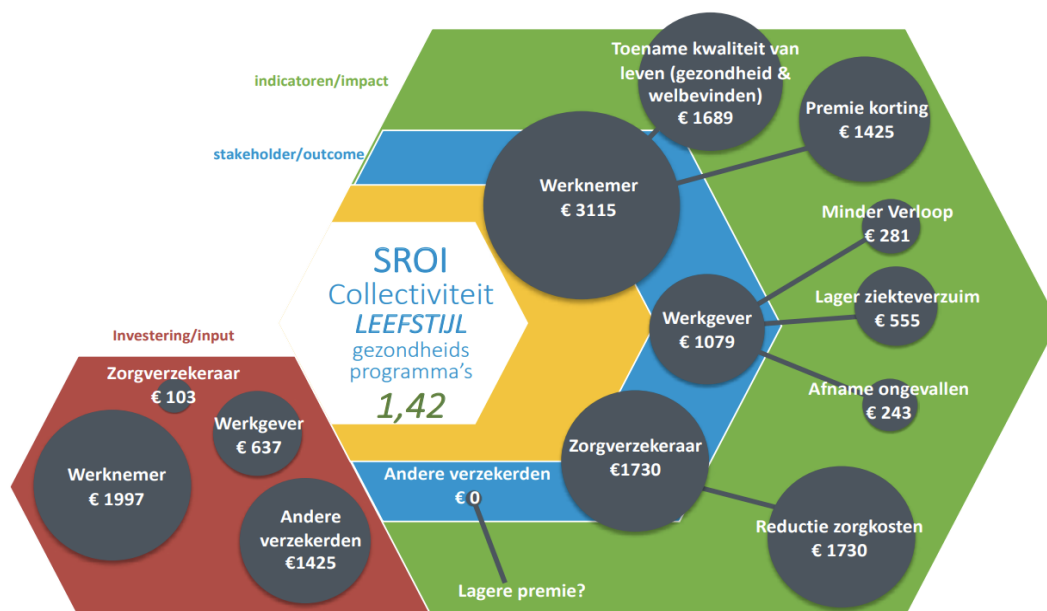 indicatoren/impact
Toename kwaliteit van
leven (gezondheid &
welbevinden)
€ 1689
Premie korting
€ 1425
stakeholder/outcome
Werknemer
€ 3115
Minder Verloop
€ 281
SROI
Collectiviteit
LEEFSTIJL
gezondheids
programma's
1,42
Werkgever
€ 1079
Lager ziekteverzuim
€ 555
Afname ongevallen
€ 243
Investering/input
Zorgverzekeraar
€ 103
Werkgever
€ 637
Werknemer
€ 1997
Andere
verzekerden
€1425
Zorgverzekeraar
€1730
Andere verzekerden
€ 0
Reductie zorgkosten
€ 1730
Lagere premie?